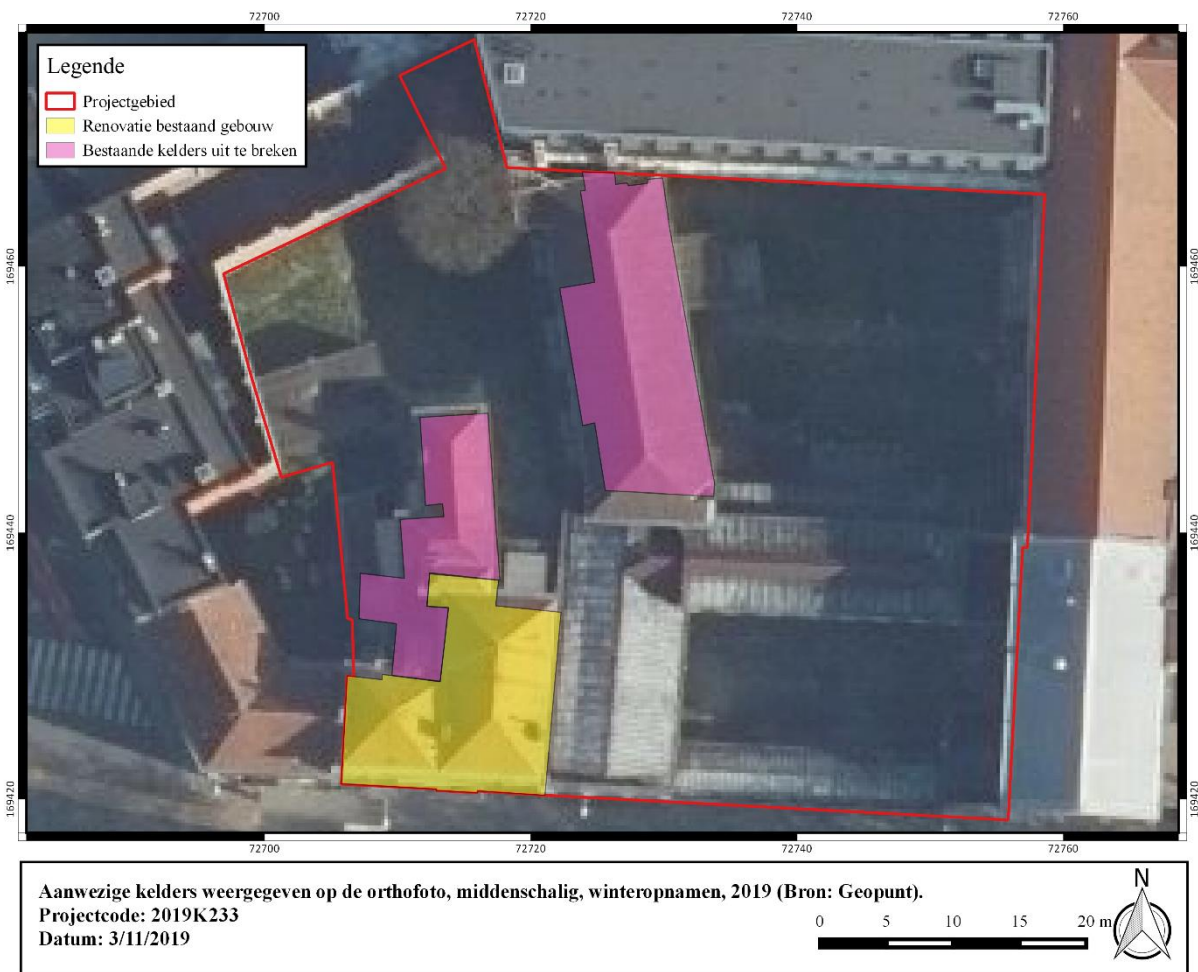 72700 72720 72740 72760
Legende
Projectgebied
Renovatie bestaand gebouw
Bestaande kelders uit te breken
169460 169460
169440 169440
169420 169420
72700 72720 72740 72760
Aanwezige kelders weergegeven op de orthofoto, middenschalig, winteropnamen, 2019 (Bron: Geopunt).
Projectcode: 2019K233
Datum: 3/11/2019
0 5 10 15 20 m
N